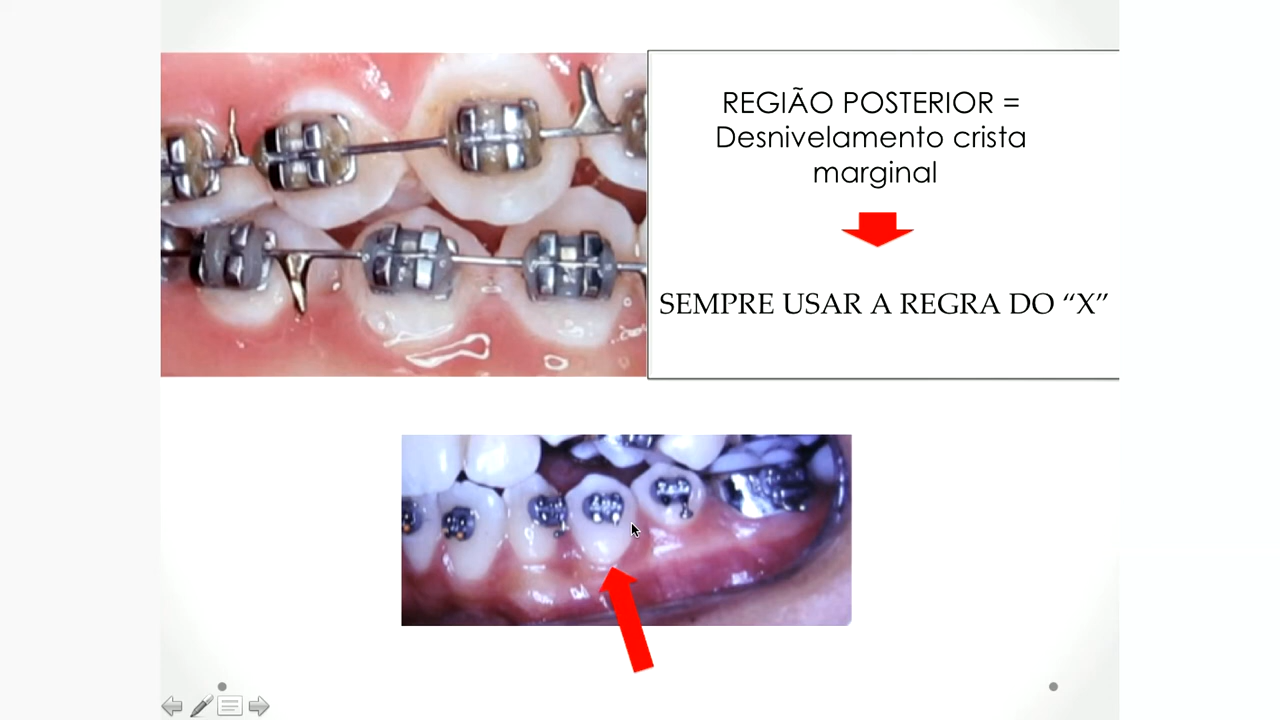 REGIÃO POSTERIOR =
Desnivelamento crista
marginal
SEMPRE USAR A REGRA DO “X”